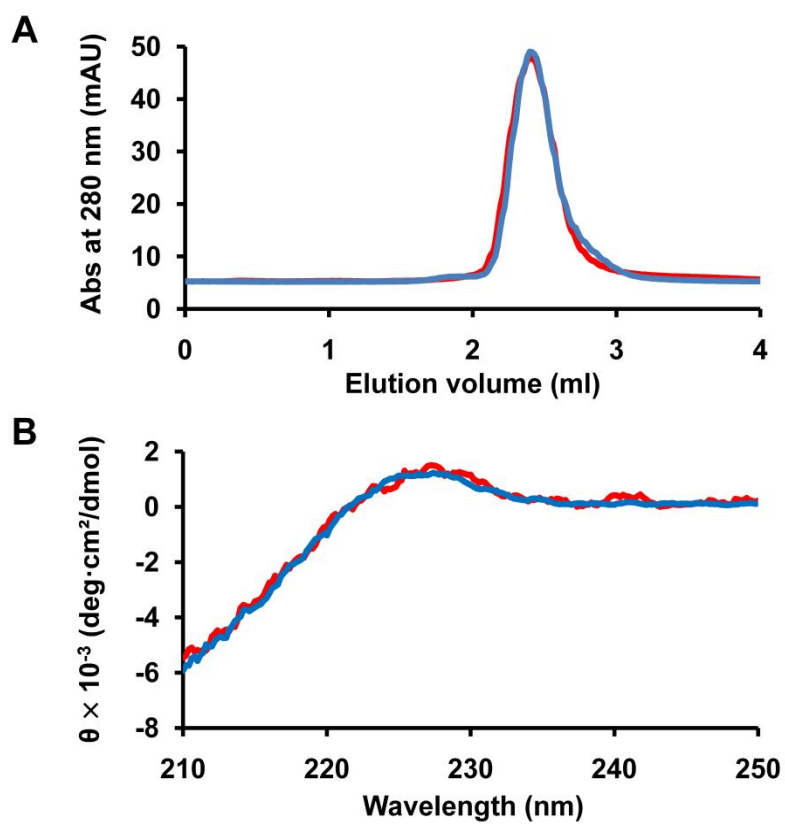 A
Abs at 280 nm (mAU)
50
40
30
20
10
0
0 1 2 3 4
Elution volume (ml)
B
θ × 10⁻³ (deg·cm²/dmol)
2
0
-2
-4
-6
-8
210 220 230 240 250
Wavelength (nm)